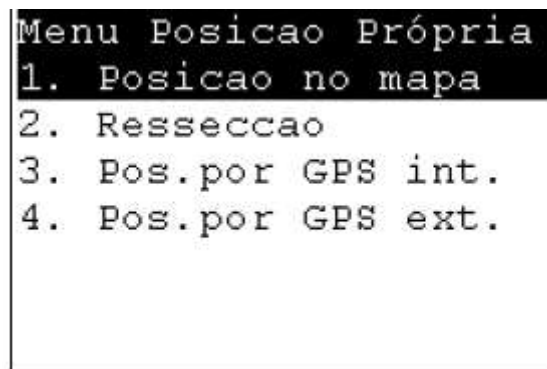 Menu Posicao Própria
1. Posicao no mapa
2. Resseccao
3. Pos.por GPS int.
4. Pos.por GPS ext.